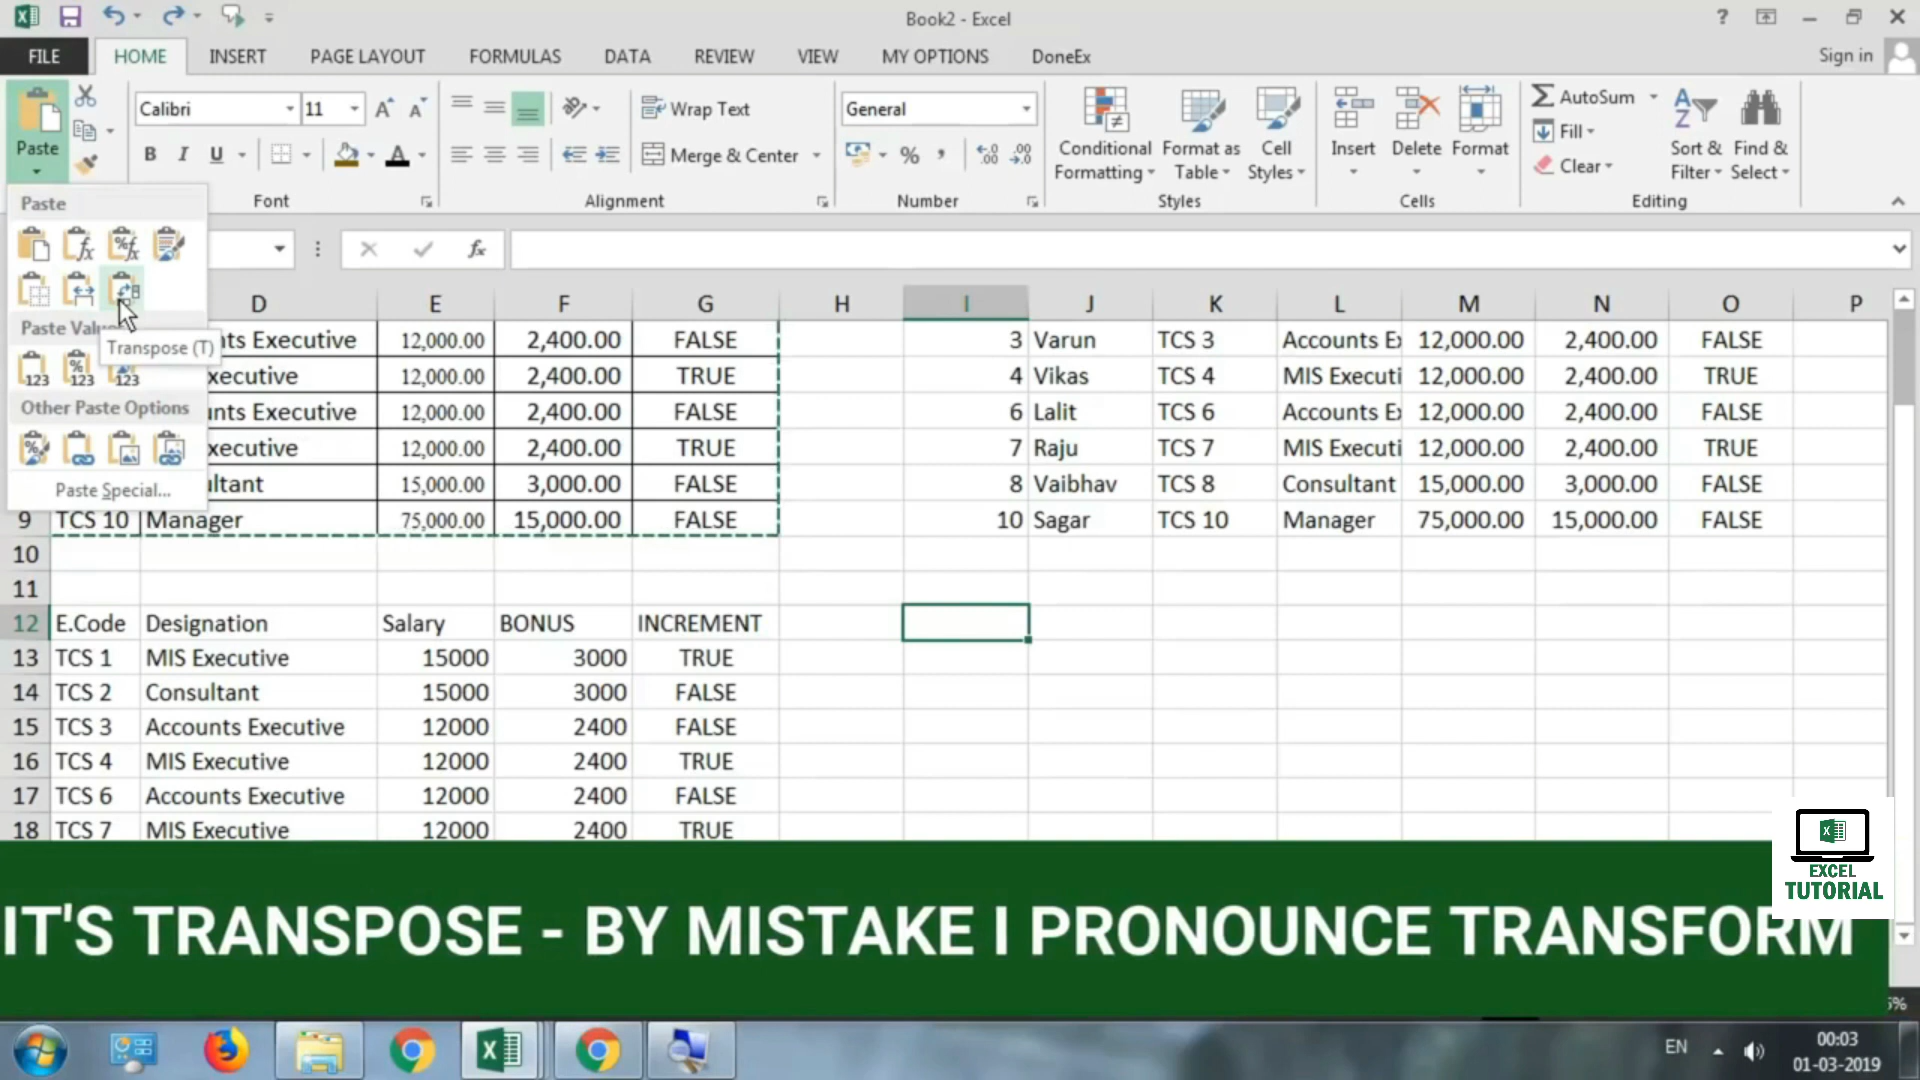 Book2 - Excel
?
FILE
HOME
INSERT
PAGE LAYOUT
FORMULAS
DATA
REVIEW
VIEW
MY OPTIONS
DoneEx
Sign in
Paste
Calibri
11
Wrap Text
Merge & Center
General
Conditional
Formatting
Format as
Table
Cell
Styles
Insert
Delete
Format
AutoSum
Fill
Clear
Sort &
Filter
Find &
Select
Font
Alignment
Number
Styles
Cells
Editing
Paste
Transpose (T)
Other Paste Options
Paste Special...
D E F G H I J K L M N O P
nts Executive 12,000.00 2,400.00 FALSE 3 Varun TCS 3 Accounts Ex 12,000.00 2,400.00 FALSE
xecutive 12,000.00 2,400.00 TRUE 4 Vikas TCS 4 MIS Executi 12,000.00 2,400.00 TRUE
unts Executive 12,000.00 2,400.00 FALSE 6 Lalit TCS 6 Accounts Ex 12,000.00 2,400.00 FALSE
xecutive 12,000.00 2,400.00 TRUE 7 Raju TCS 7 MIS Executi 12,000.00 2,400.00 TRUE
ultant 15,000.00 3,000.00 FALSE 8 Vaibhav TCS 8 Consultant 15,000.00 3,000.00 FALSE
9 TCS 10 Manager 75,000.00 15,000.00 FALSE 10 Sagar TCS 10 Manager 75,000.00 15,000.00 FALSE
10
11
12 E.Code Designation Salary BONUS INCREMENT
13 TCS 1 MIS Executive 15000 3000 TRUE
14 TCS 2 Consultant 15000 3000 FALSE
15 TCS 3 Accounts Executive 12000 2400 FALSE
16 TCS 4 MIS Executive 12000 2400 TRUE
17 TCS 6 Accounts Executive 12000 2400 FALSE
18 TCS 7 MIS Executive 12000 2400 TRUE
EXCEL
TUTORIAL
IT'S TRANSPOSE - BY MISTAKE I PRONOUNCE TRANSFORM
EN
00:03
01-03-2019